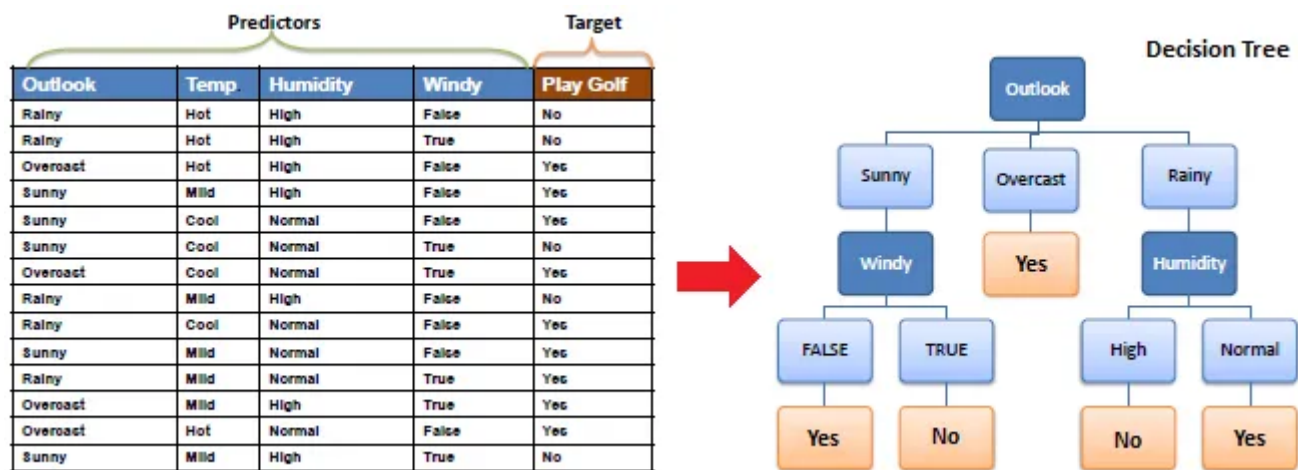 Predictors Target
Outlook Temp. Humidity Windy Play Golf
Rainy Hot High False No
Rainy Hot High True No
Overcast Hot High False Yes
Sunny Mild High False Yes
Sunny Cool Normal False Yes
Sunny Cool Normal True No
Overcast Cool Normal True Yes
Rainy Mild High False No
Rainy Cool Normal False Yes
Sunny Mild Normal False Yes
Rainy Mild Normal True Yes
Overcast Mild High True Yes
Overcast Hot Normal False Yes
Sunny Mild High True No
Decision Tree
Outlook
Sunny Overcast Rainy
Windy Yes Humidity
FALSE TRUE High Normal
Yes No No Yes